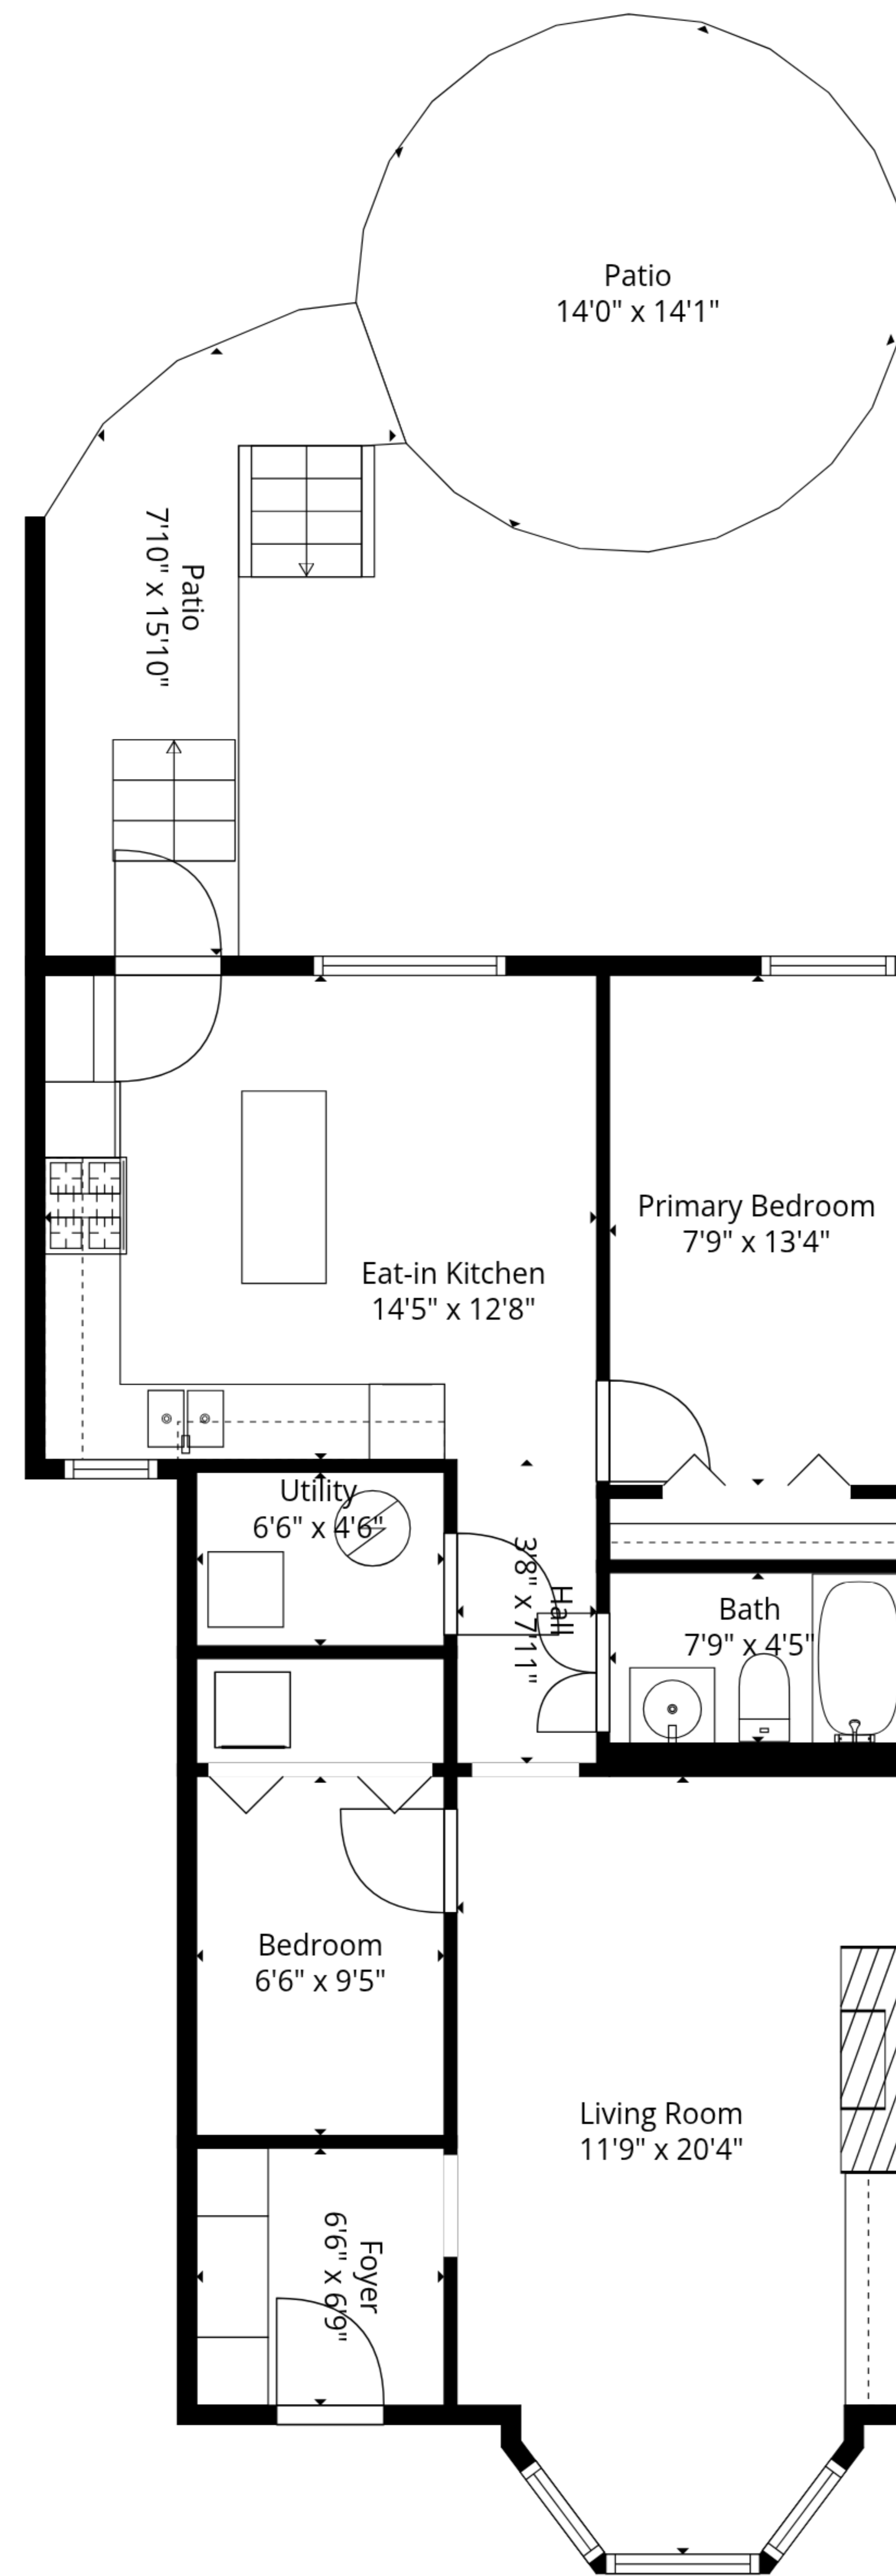 Patio
14'0" x 14'1"
Patio
7'10" x 15'10"
Primary Bedroom
7'9" x 13'4"
Eat-in Kitchen
14'5" x 12'8"
Utility
6'6" x 4'6"
Hall
3'8" x 7'11"
Bath
7'9" x 4'5"
Bedroom
6'6" x 9'5"
Living Room
11'9" x 20'4"
Foyer
6'6" x 6'9"